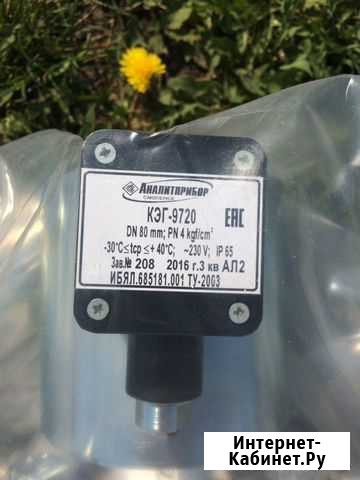 АНАЛИТПРИБОР
СМОЛЕНСК
КЭГ-9720
EAC
DN 80 mm; PN 4 kgf/cm²
-30°C≤tcp ≤+ 40°C; ~230 V; IP 65
Зав.№ 208 2016 г.3 кв АЛ2
ИБЯЛ.685181.001 ТУ-2003
Интернет-
Кабинет.Ру